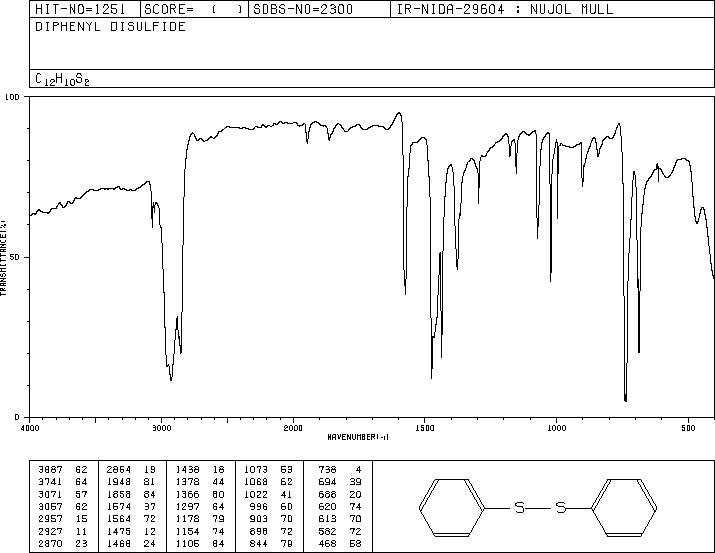 HIT-NO=1251 SCORE= ( ) SDBS-NO=2300 IR-NIDA-29604 : NUJOL MULL
DIPHENYL DISULFIDE
C12H10S2
100
50
0
TRANSMITTANCE(%)
4000 3000 2000 1500 1000 500
WAVENUMBER(-1)
3887 62 2854 19 1438 18 1073 53 738 4
3741 64 1948 81 1378 44 1068 62 694 39
3071 57 1858 84 1366 60 1022 41 688 20
3057 62 1574 37 1297 64 996 60 620 74
2957 15 1564 72 1178 79 903 70 613 70
2927 11 1475 12 1154 74 898 72 582 72
2870 23 1468 24 1105 84 844 79 468 58
S S